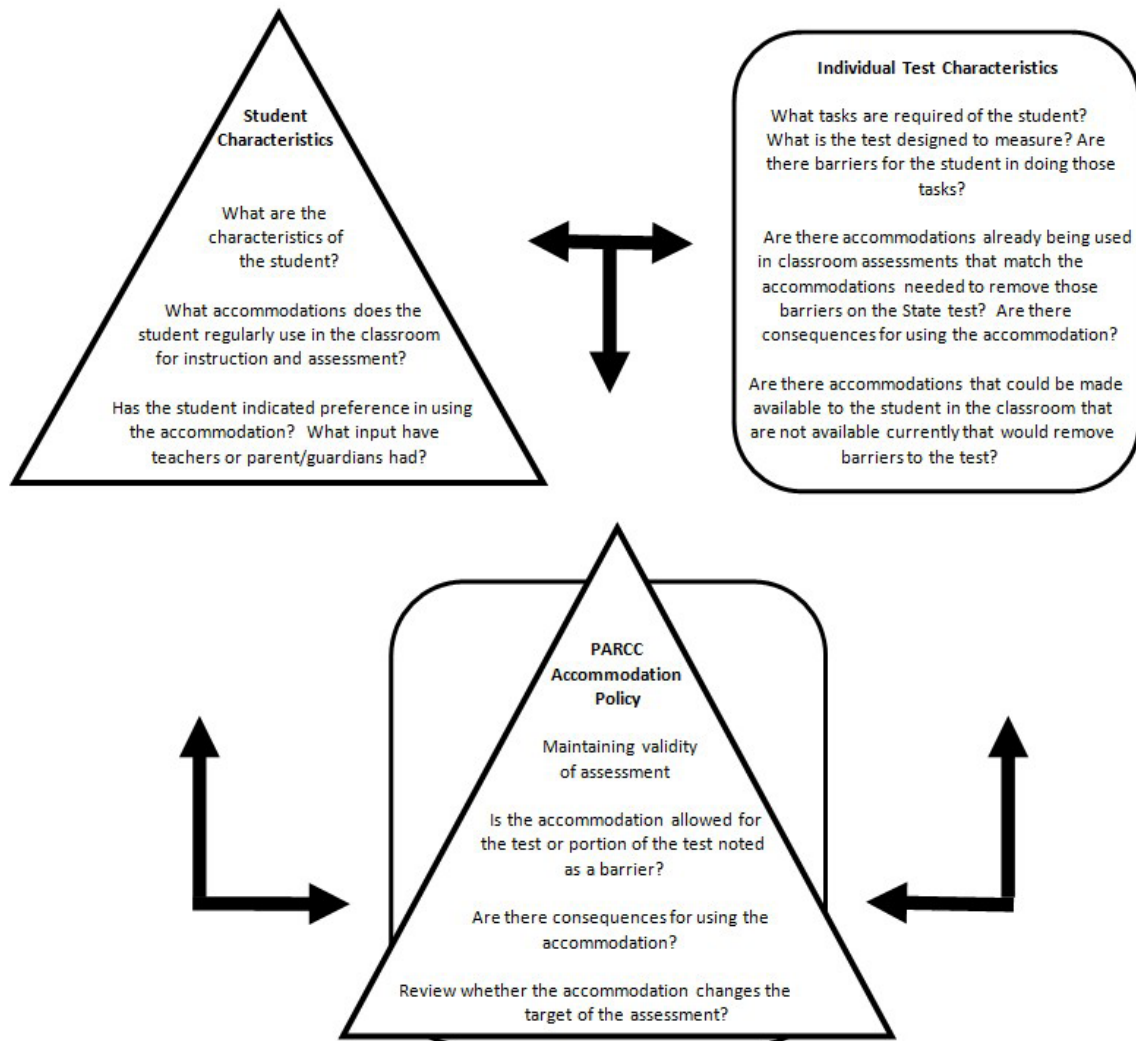 Student
Characteristics
What are the
characteristics of
the student?
What accommodations does the
student regularly use in the classroom
for instruction and assessment?
Has the student indicated preference in using
the accommodation?  What input have
teachers or parent/guardians had?
Individual Test Characteristics
What tasks are required of the student?
What is the test designed to measure? Are
there barriers for the student in doing those
tasks?
Are there accommodations already being used
in classroom assessments that match the
accommodations needed to remove those
barriers on the State test?  Are there
consequences for using the accommodation?
Are there accommodations that could be made
available to the student in the classroom that
are not available currently that would remove
barriers to the test?
PARCC
Accommodation
Policy
Maintaining validity
of assessment
Is the accommodation allowed for
the test or portion of the test noted
as a barrier?
Are there consequences for using the
accommodation?
Review whether the accommodation changes the
target of the assessment?